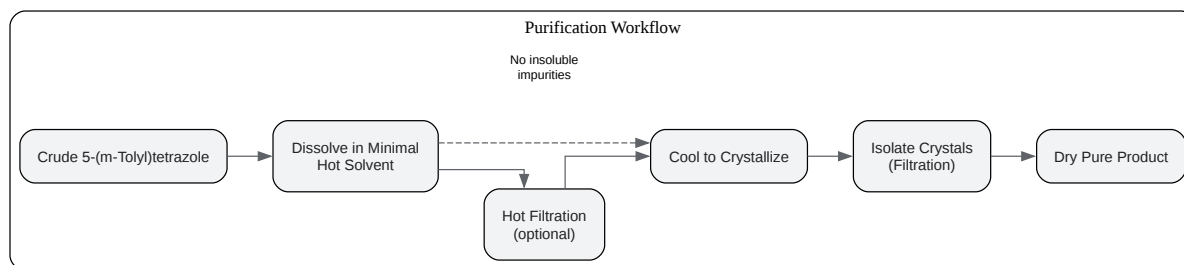 Purification Workflow
No insoluble
impurities
Crude 5-(m-Tolyl)tetrazole
Dissolve in Minimal
Hot Solvent
Hot Filtration
(optional)
Cool to Crystallize
Isolate Crystals
(Filtration)
Dry Pure Product